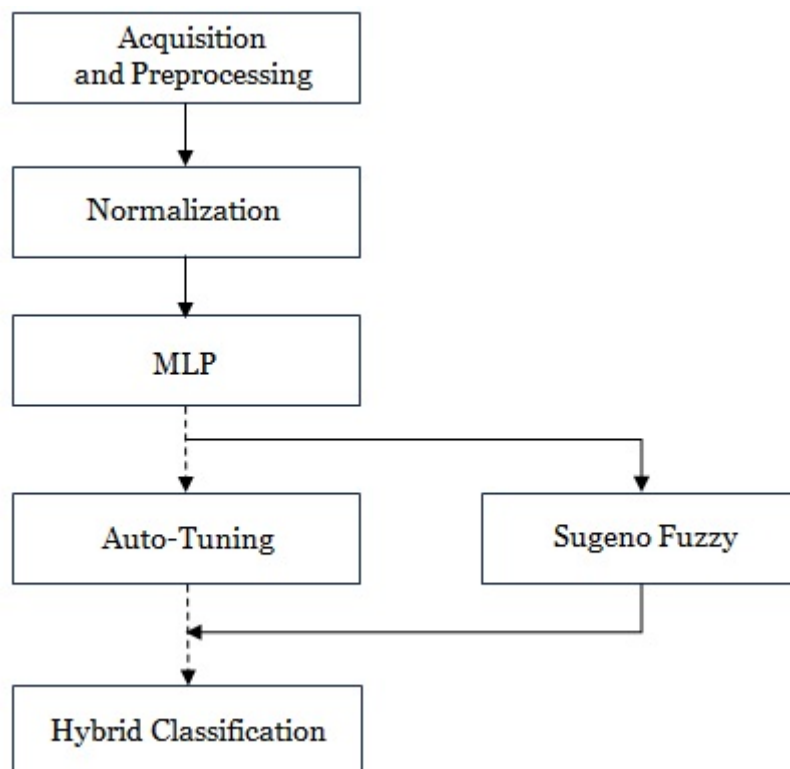 Acquisition
and Preprocessing
Normalization
MLP
Auto-Tuning
Sugeno Fuzzy
Hybrid Classification